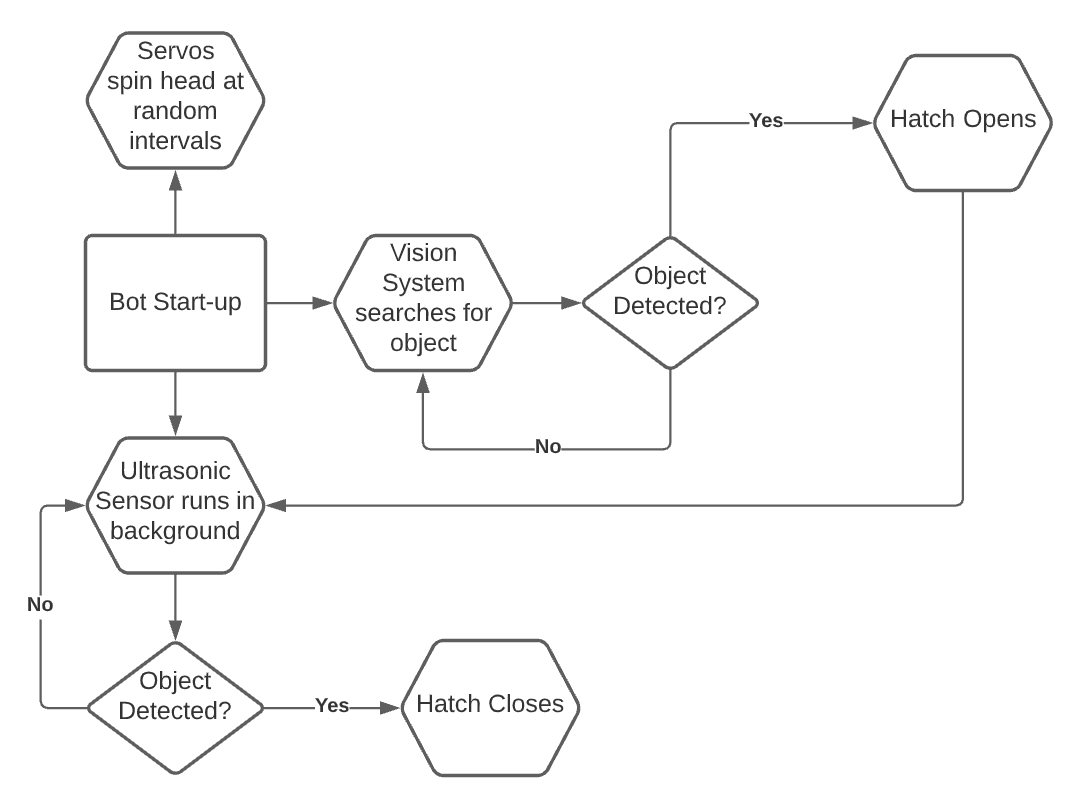 Servos
spin head at
random
intervals
Yes
Hatch Opens
Bot Start-up
Vision
System
searches for
object
Object
Detected?
No
Ultrasonic
Sensor runs in
background
No
Object
Detected?
Yes
Hatch Closes